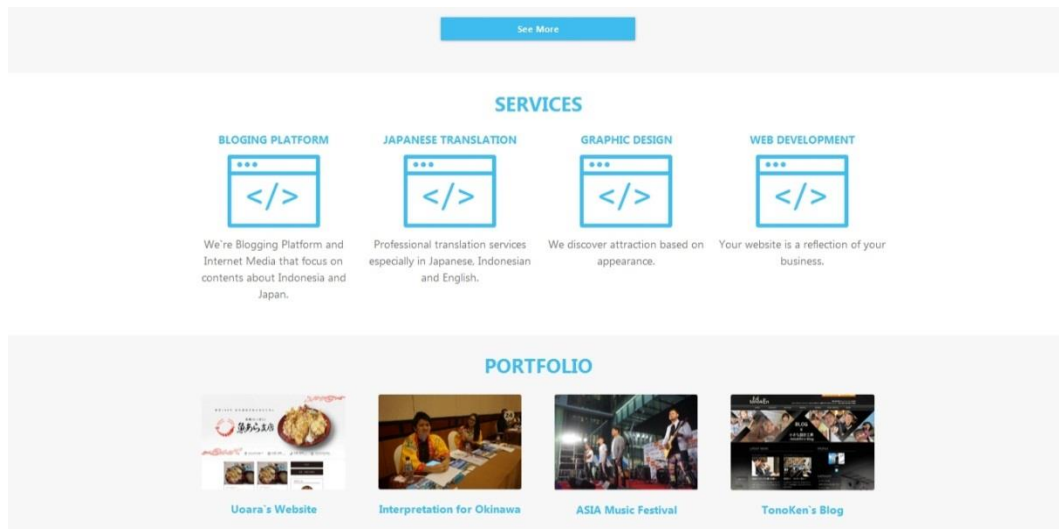 See More
SERVICES
BLOGING PLATFORM
JAPANESE TRANSLATION
GRAPHIC DESIGN
WEB DEVELOPMENT
</>
</>
</>
</>
We`re Blogging Platform and
Internet Media that focus on
contents about Indonesia and
Japan.
Professional translation services
especially in Japanese, Indonesian
and English.
We discover attraction based on
appearance.
Your website is a reflection of your
business.
PORTFOLIO
BLOG
Uoara`s Website
Interpretation for Okinawa
ASIA Music Festival
TonoKen`s Blog